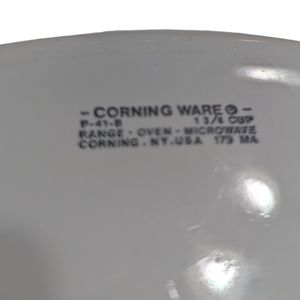 - CORNING WARE ® -
P-41-B 1 3/4 CUP
RANGE - OVEN - MICROWAVE
CORNING - NY. USA 179 MA